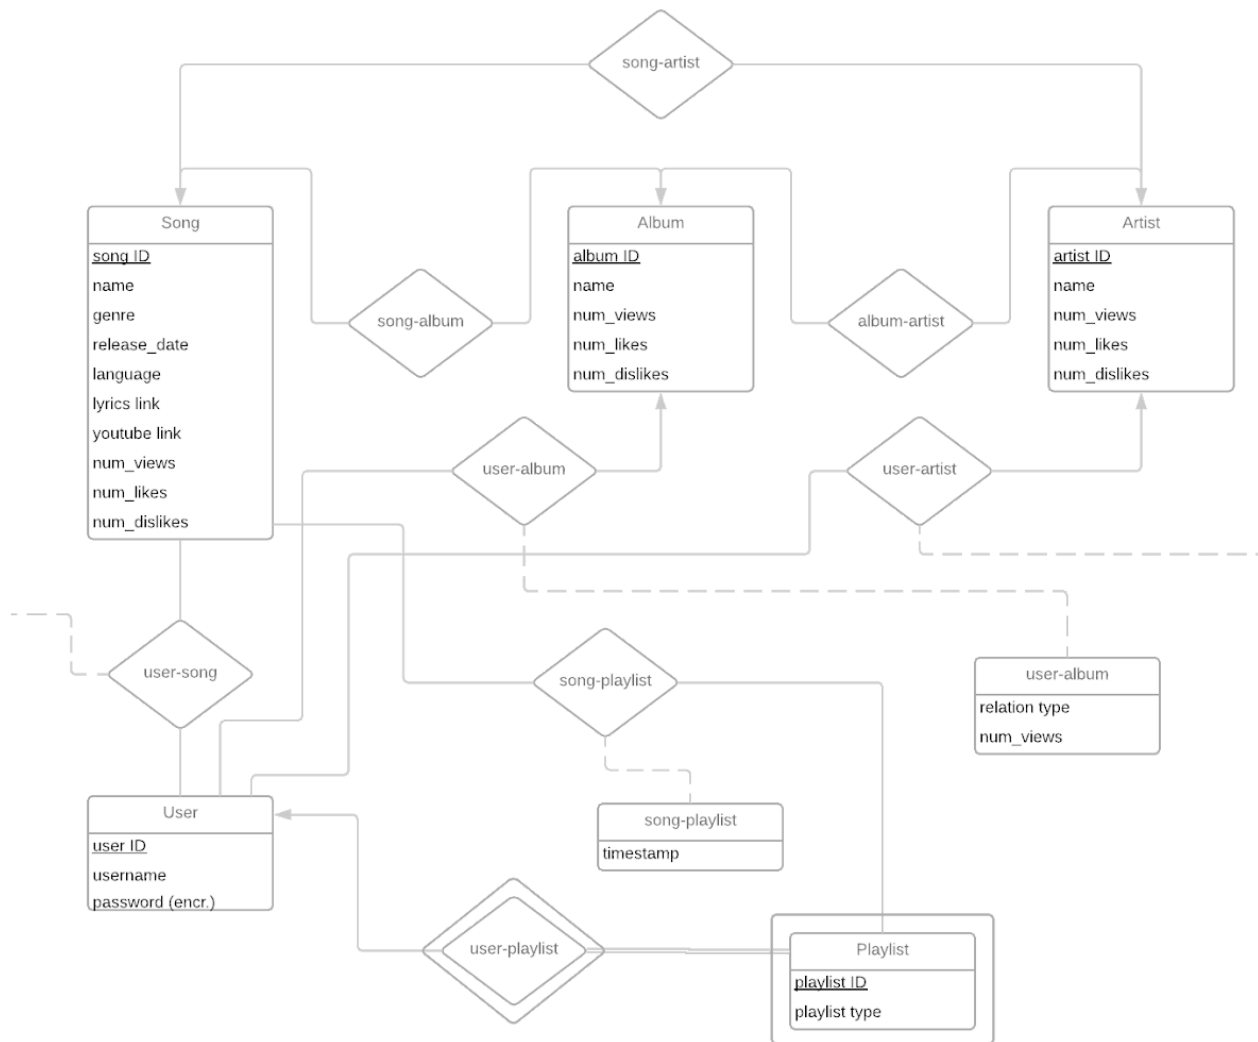 song-artist
Song
song ID
name
genre
release_date
language
lyrics link
youtube link
num_views
num_likes
num_dislikes
song-album
Album
album ID
name
num_views
num_likes
num_dislikes
album-artist
Artist
artist ID
name
num_views
num_likes
num_dislikes
user-album
user-artist
user-song
song-playlist
user-album
relation type
num_views
User
user ID
username
password (encr.)
song-playlist
timestamp
user-playlist
Playlist
playlist ID
playlist type